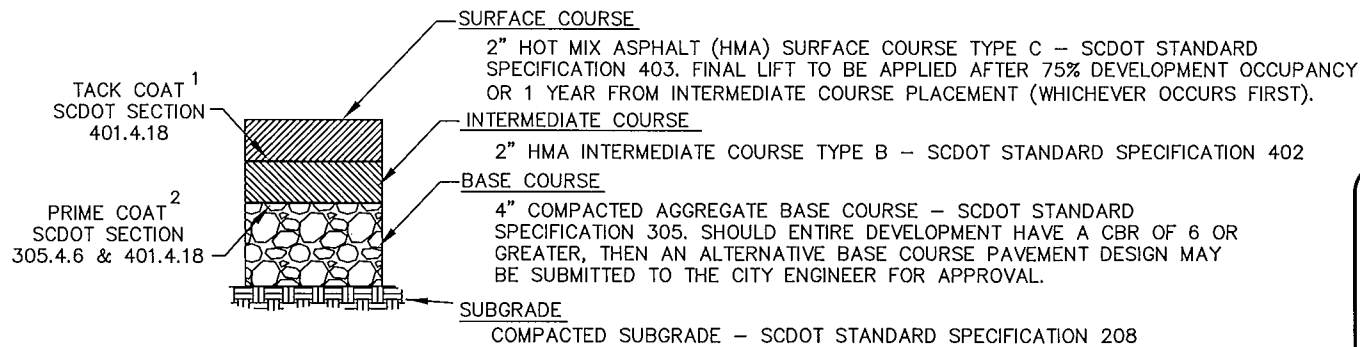 SURFACE COURSE
2" HOT MIX ASPHALT (HMA) SURFACE COURSE TYPE C – SCDOT STANDARD
SPECIFICATION 403. FINAL LIFT TO BE APPLIED AFTER 75% DEVELOPMENT OCCUPANCY
OR 1 YEAR FROM INTERMEDIATE COURSE PLACEMENT (WHICHEVER OCCURS FIRST).
TACK COAT 1
SCDOT SECTION
401.4.18
INTERMEDIATE COURSE
2" HMA INTERMEDIATE COURSE TYPE B – SCDOT STANDARD SPECIFICATION 402
BASE COURSE
4" COMPACTED AGGREGATE BASE COURSE – SCDOT STANDARD
SPECIFICATION 305. SHOULD ENTIRE DEVELOPMENT HAVE A CBR OF 6 OR
GREATER, THEN AN ALTERNATIVE BASE COURSE PAVEMENT DESIGN MAY
BE SUBMITTED TO THE CITY ENGINEER FOR APPROVAL.
PRIME COAT 2
SCDOT SECTION
305.4.6 & 401.4.18
SUBGRADE
COMPACTED SUBGRADE – SCDOT STANDARD SPECIFICATION 208